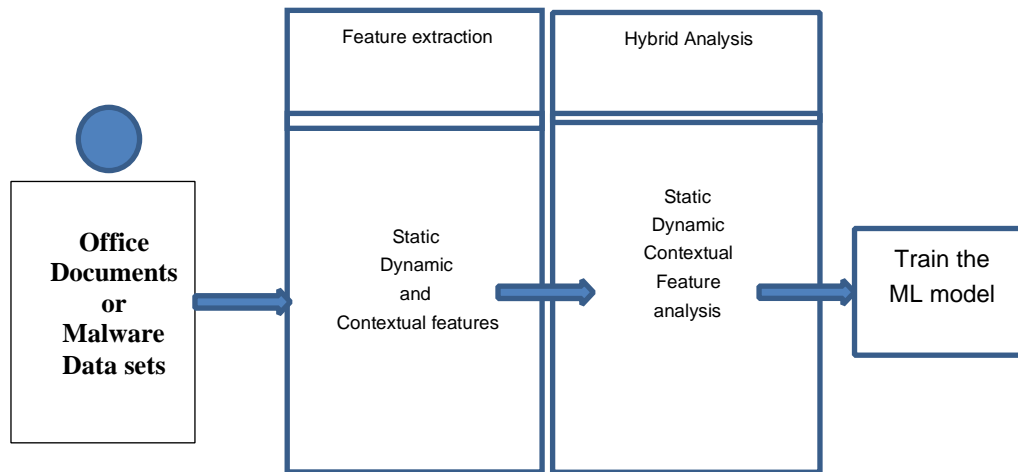 Feature extraction
Hybrid Analysis
Office
Documents
or
Malware
Data sets
Static
Dynamic
and
Contextual features
Static
Dynamic
Contextual
Feature
analysis
Train the
ML model